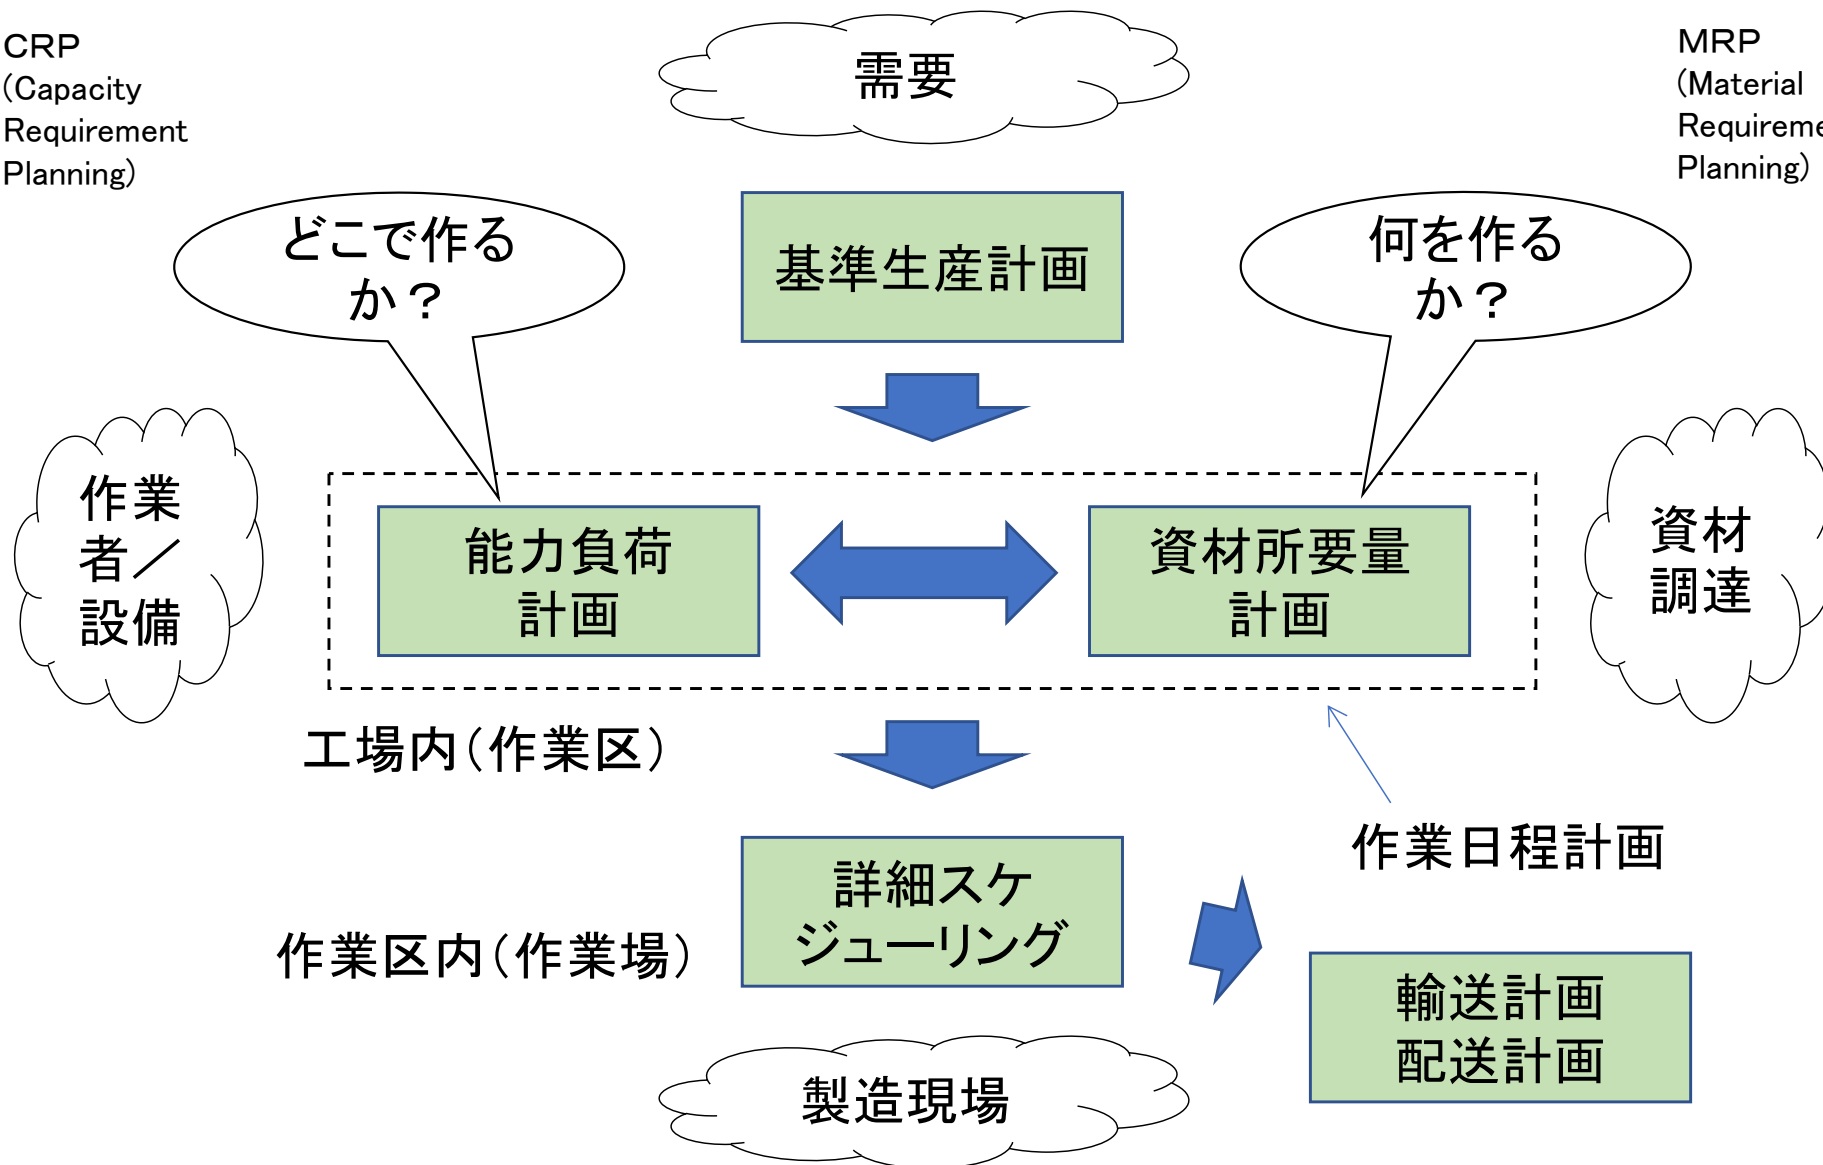 CRP
(Capacity
Requirement
Planning)
需要
MRP
(Material
Planning)
どこで作る
か？
基準生産計画
何を作る
か？
作業
者／
設備
能力負荷
計画
資材所要量
計画
資材
調達
工場内(作業区)
作業日程計画
詳細スケ
ジューリング
作業区内(作業場)
輸送計画
配送計画
製造現場